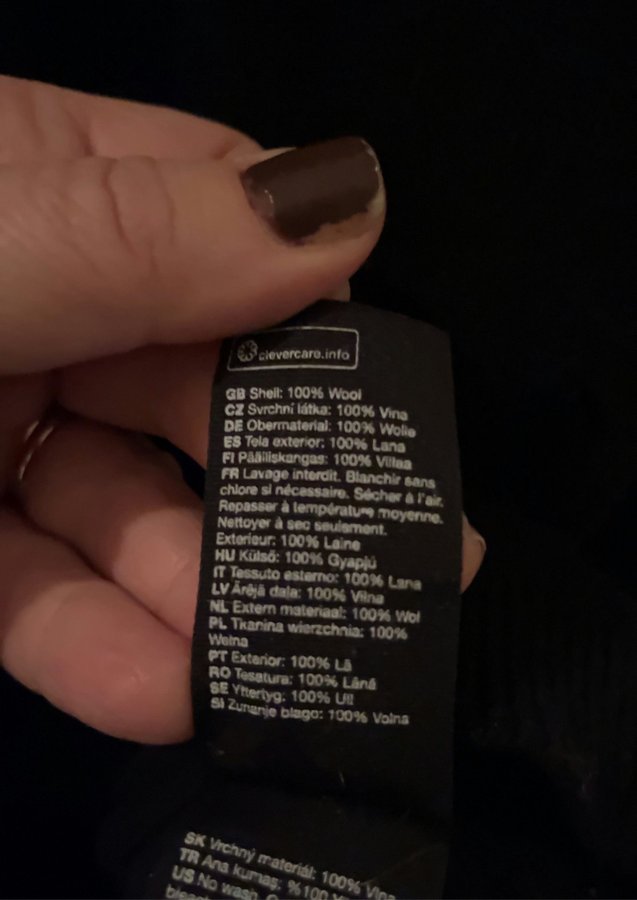 clevercare.info
GB Shell: 100% Wool
CZ Svrchní látka: 100% Vlna
DE Obermaterial: 100% Wolle
ES Tela exterior: 100% Lana
FI Päälliskangas: 100% Villaa
FR Lavage interdit. Blanchir sans
chlore si nécessaire. Sécher à l'air.
Repasser à température moyenne.
Nettoyer à sec seulement.
Exterieur: 100% Laine
HU Külső: 100% Gyapjú
IT Tessuto esterno: 100% Lana
LV Ārējā daļa: 100% Vilna
NL Extern materiaal: 100% Wol
PL Tkanina wierzchnia: 100%
Wełna
PT Exterior: 100% Lã
RO Tesatura: 100% Lână
SE Yttertyg: 100% Ull
SI Zunanje blago: 100% Volna
SK Vrchný materiál: 100% Vlna
TR Ana kumaş: %100
US No wash.